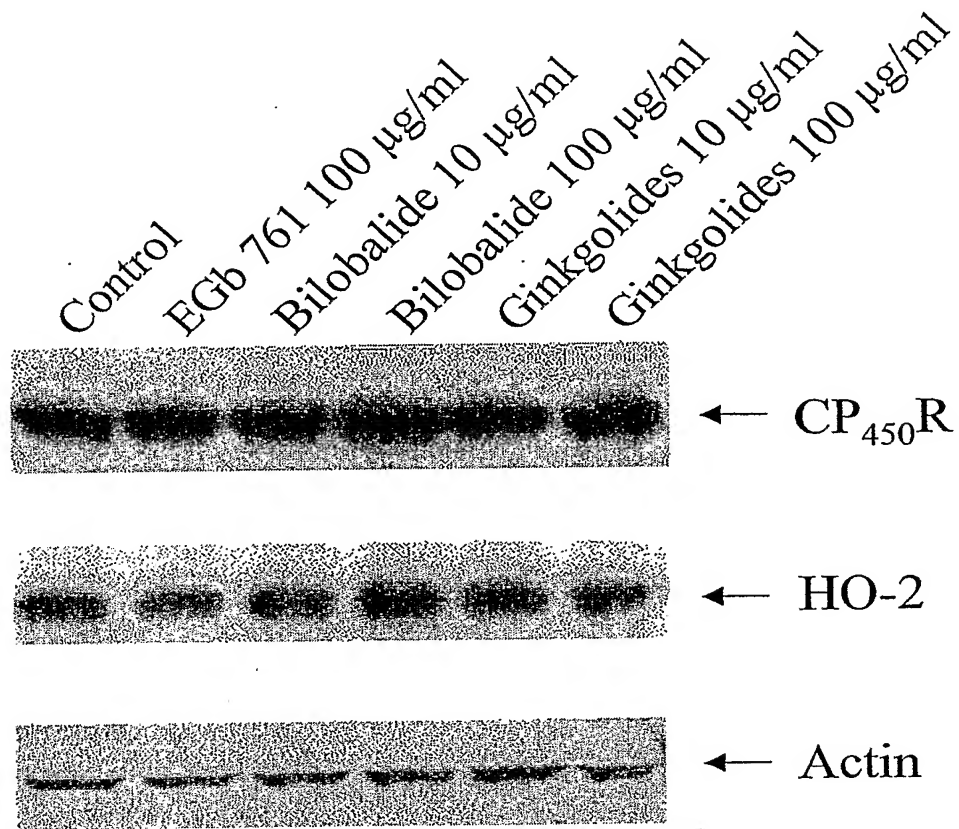 Control
EGb 761 100 µg/ml
Bilobalide 10 µg/ml
Bilobalide 100 µg/ml
Ginkgolides 10 µg/ml
Ginkgolides 100 µg/ml
← CP₄₅₀R
← HO-2
← Actin